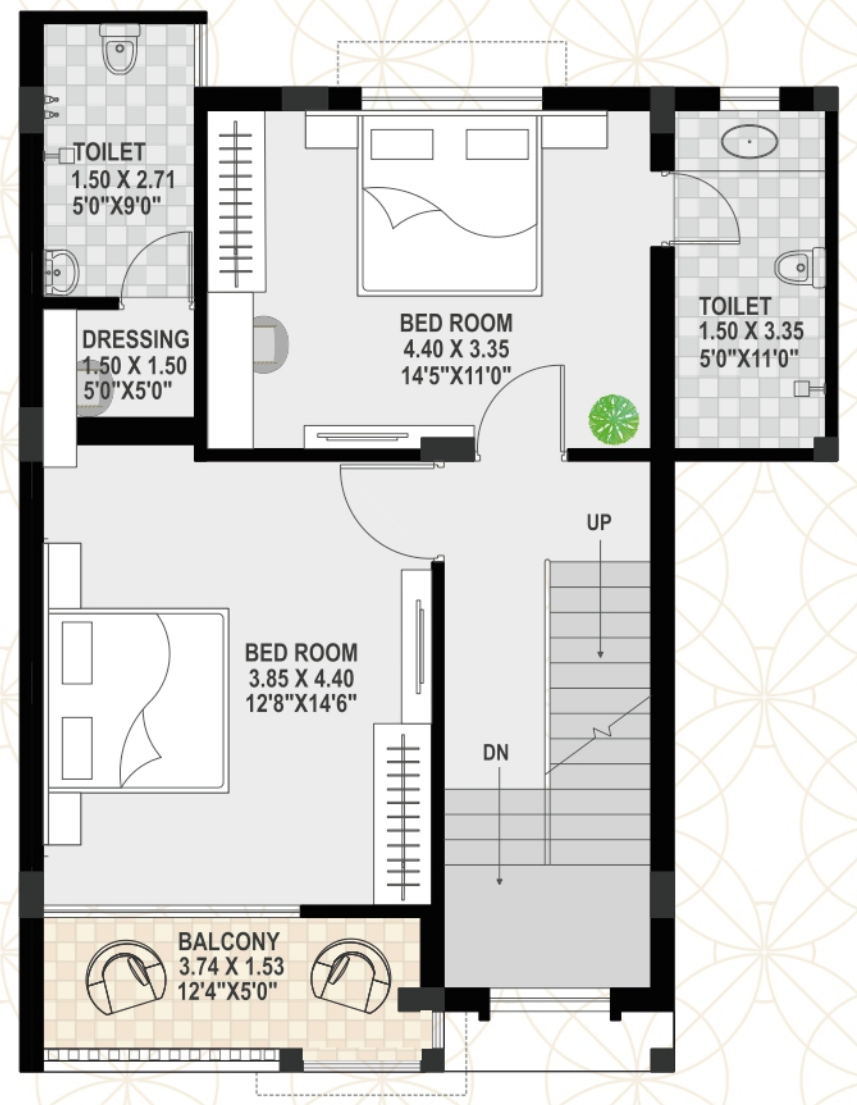 TOILET
1.50 X 2.71
5'0"X9'0"
DRESSING
1.50 X 1.50
5'0"X5'0"
BED ROOM
4.40 X 3.35
14'5"X11'0"
TOILET
1.50 X 3.35
5'0"X11'0"
UP
BED ROOM
3.85 X 4.40
12'8"X14'6"
DN
BALCONY
3.74 X 1.53
12'4"X5'0"